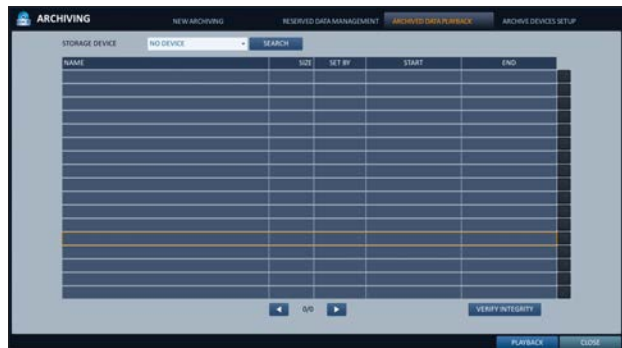 ARCHIVING
NEW ARCHIVING RESERVED DATA MANAGEMENT ARCHIVED DATA PLAYBACK ARCHIVE DEVICES SETUP
STORAGE DEVICE NO DEVICE SEARCH
NAME SIZE SET BY START END
0/0 VERIFY INTEGRITY
PLAYBACK CLOSE